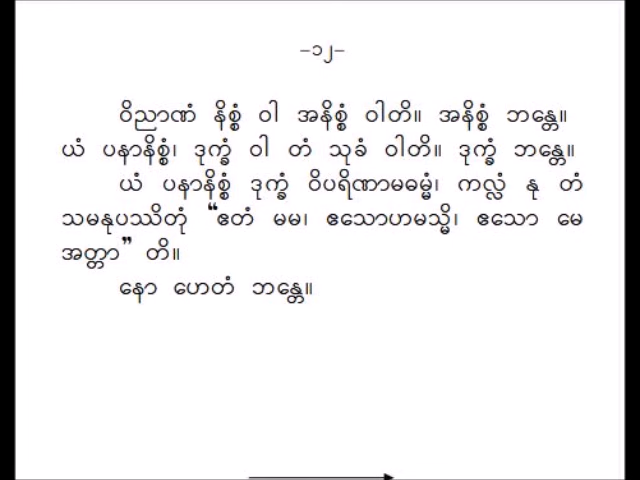 –၁၂–
ဝိညာဏံ နိစ္စံ ဝါ အနိစ္စံ ဝါတိ။ အနိစ္စံ ဘန္တေ။
ယံ ပနာနိစ္စံ၊ ဒုက္ခံ ဝါ တံ သုခံ ဝါတိ။ ဒုက္ခံ ဘန္တေ။
ယံ ပနာနိစ္စံ ဒုက္ခံ ဝိပရိဏာမဓမ္မံ၊ ကလ္လံ နု တံ
သမနုပဿိတုံ “ဧတံ မမ၊ ဧသောဟမသ္မိ၊ ဧသော မေ
အတ္တာ” တိ။
နော ဟေတံ ဘန္တေ။